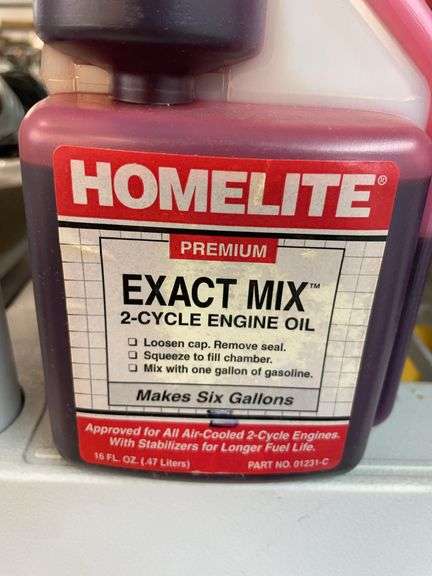 HOMELITE®
PREMIUM
EXACT MIX™
2-CYCLE ENGINE OIL
❑ Loosen cap. Remove seal.
❑ Squeeze to fill chamber.
❑ Mix with one gallon of gasoline.
Makes Six Gallons
Approved for All Air-Cooled 2-Cycle Engines.
With Stabilizers for Longer Fuel Life.
16 FL. OZ. (.47 Liters) PART NO. 01231-C